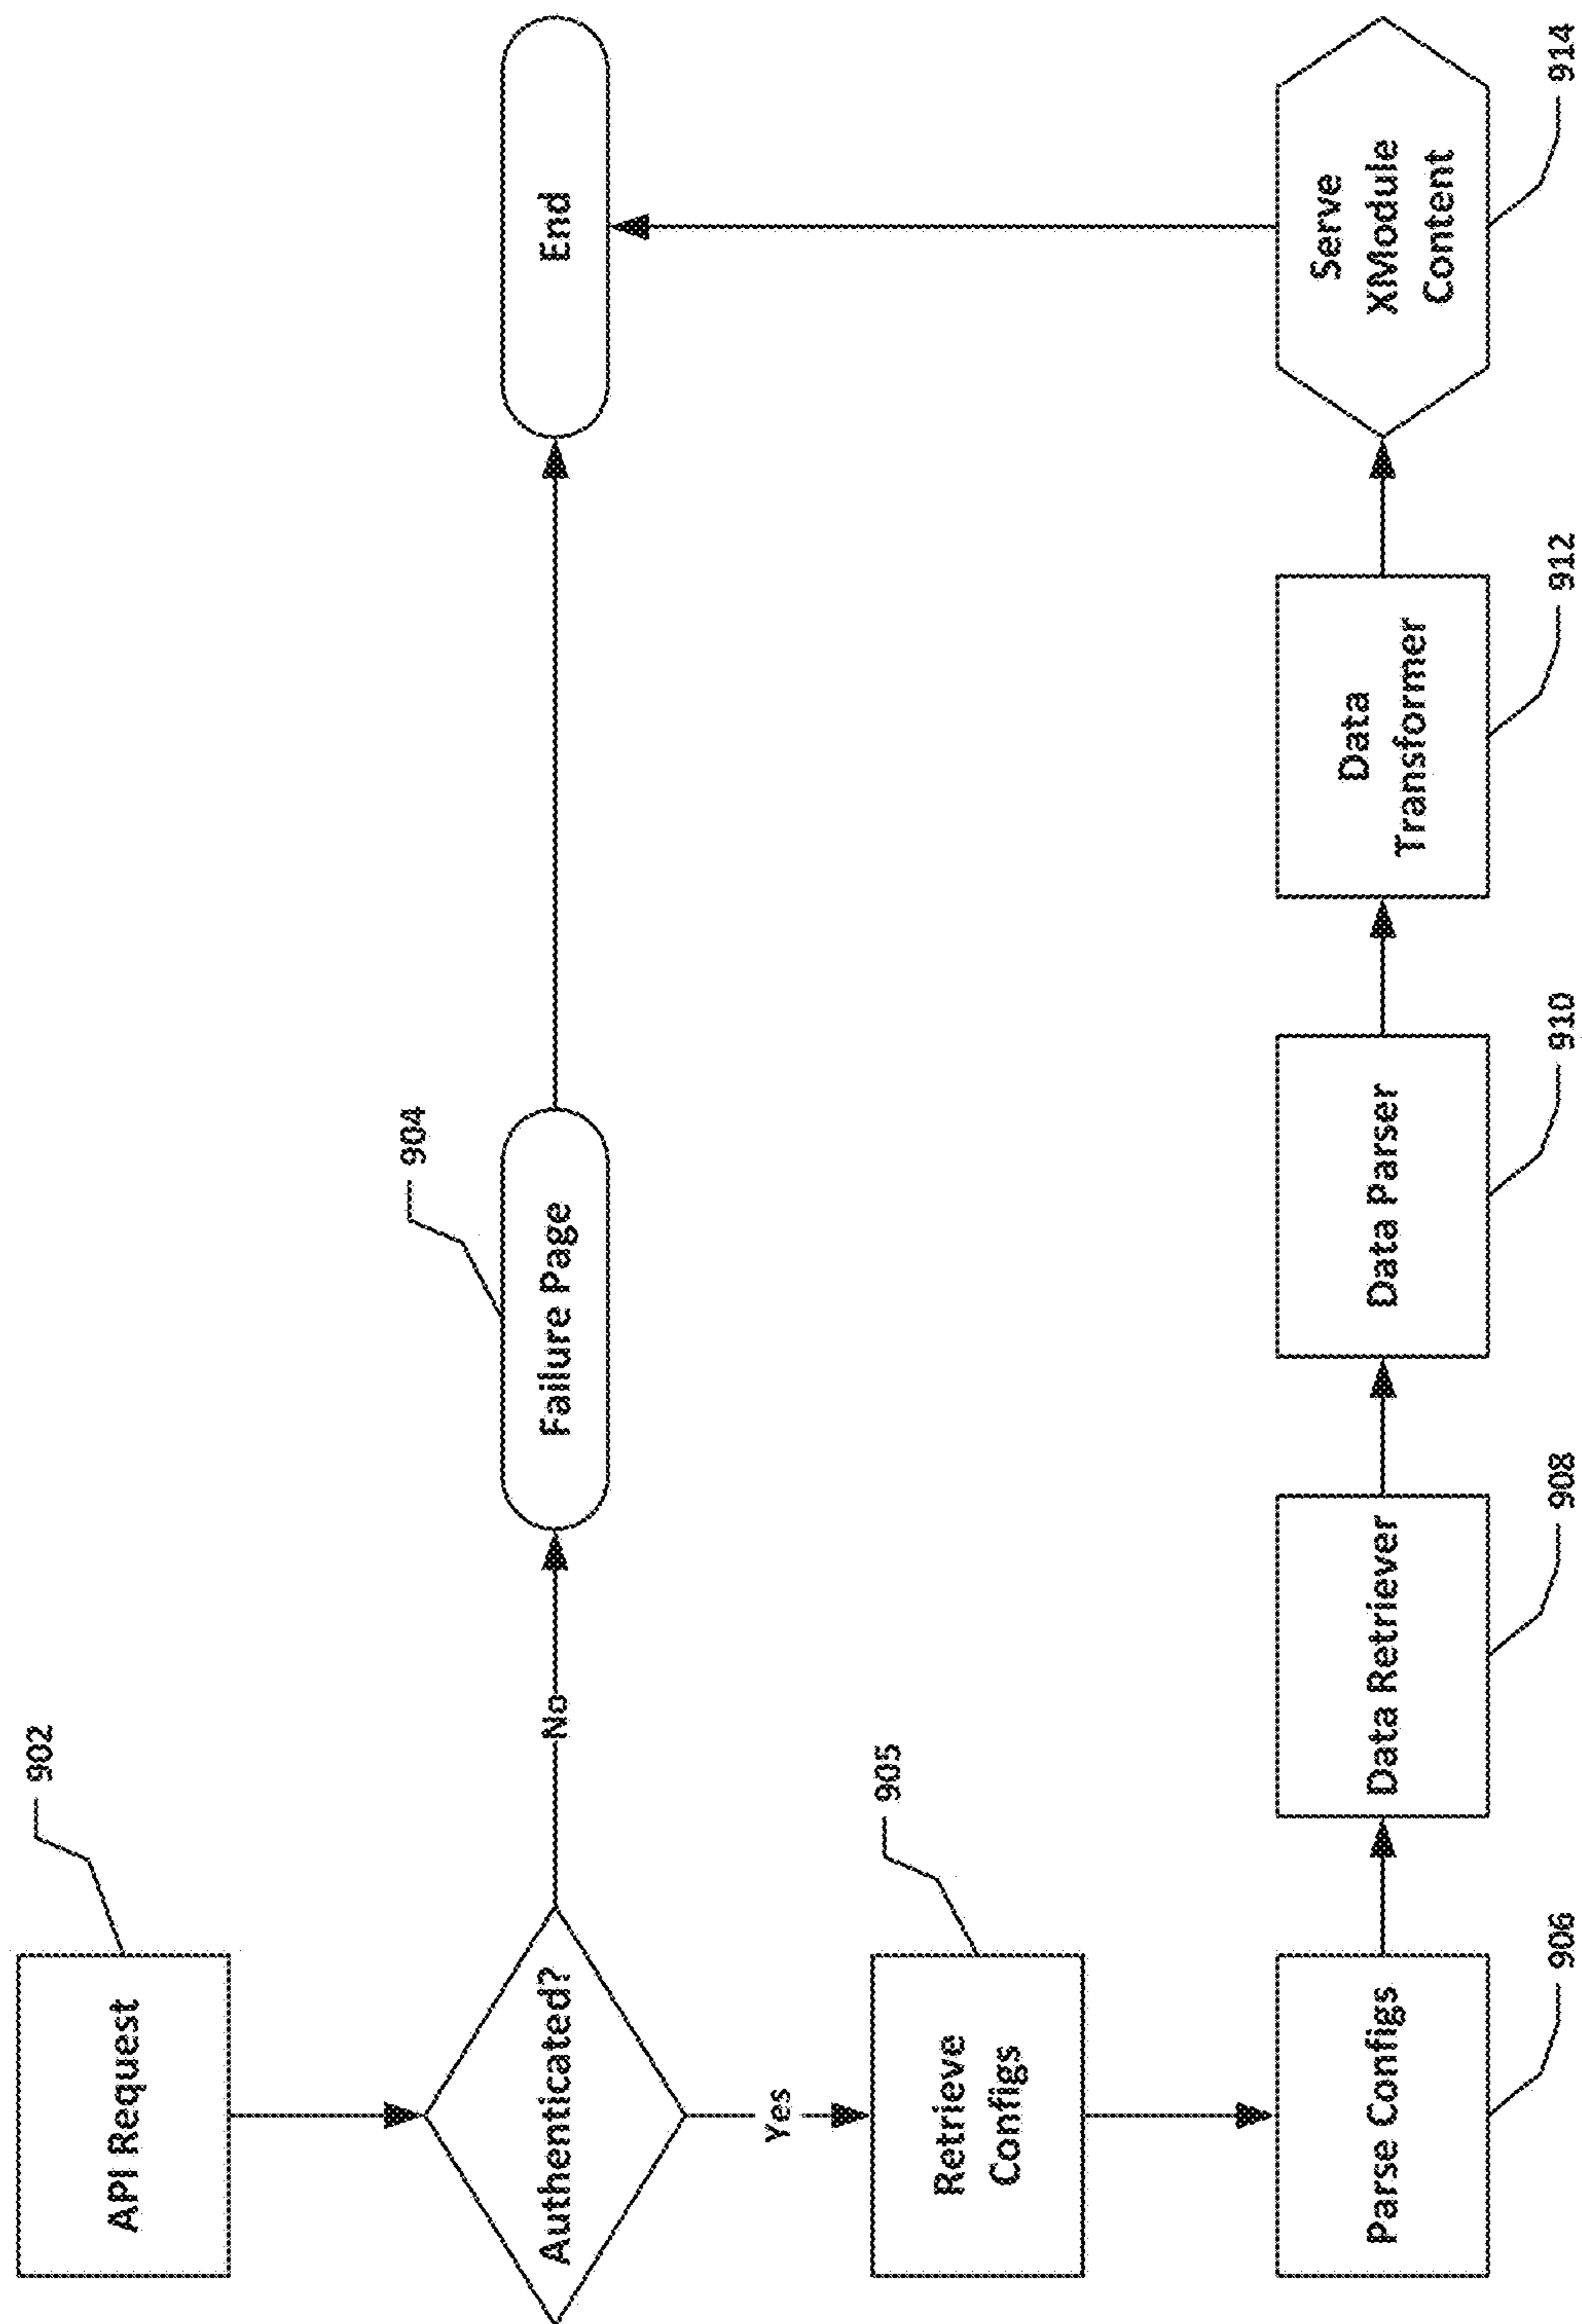 902
API Request
Authenticated?
No
904
Failure Page
End
Yes
905
Retrieve
Configs
Parse Configs
906
Data Retriever
908
Data Parser
910
Data
Transformer
912
Serve
XModule
Content
914